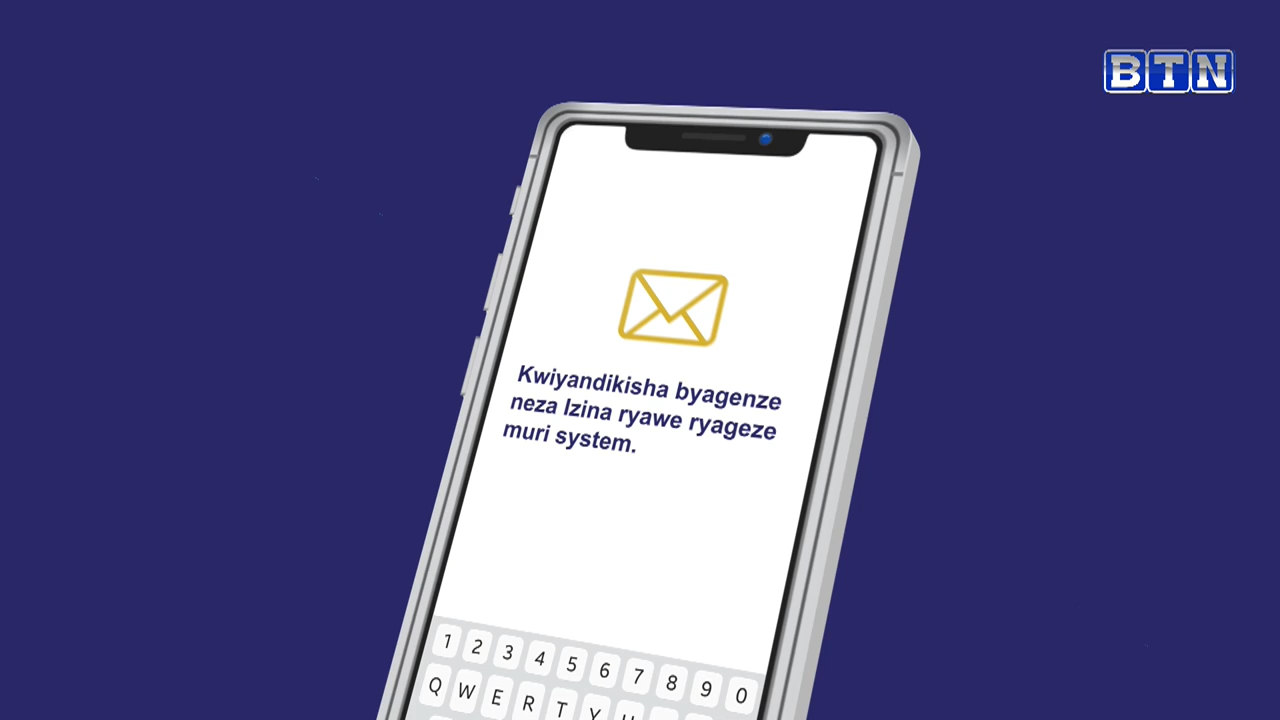 BTN
Kwiyandikisha byagenze
neza Izina ryawe ryageze
muri system.
1 2 3 4 5 6 7 8 9 0
Q W E R T Y U